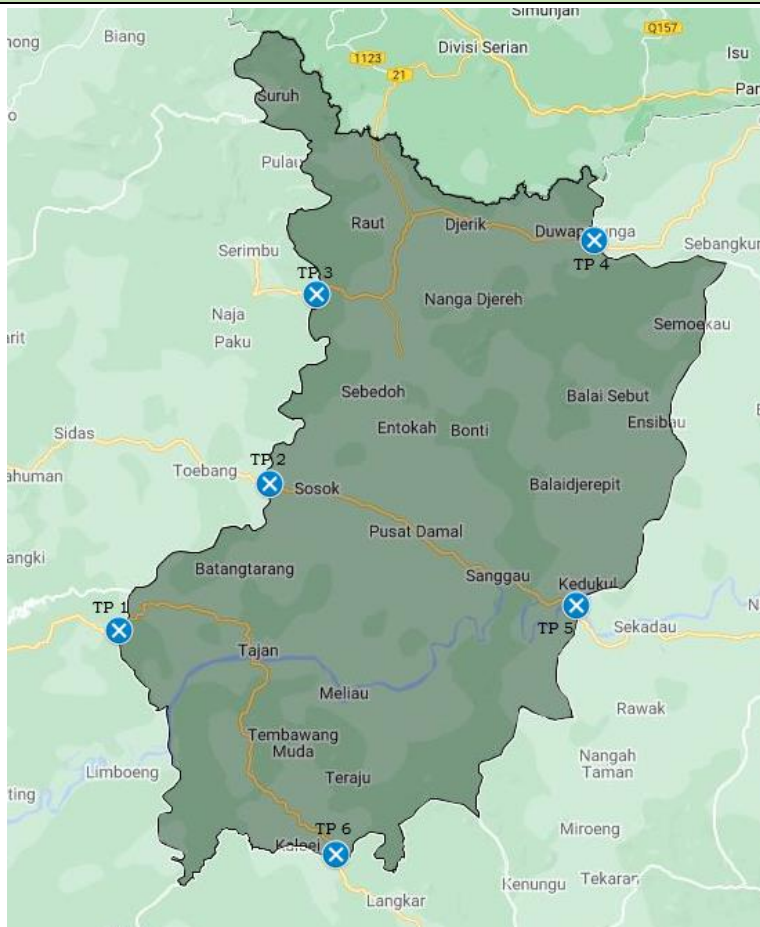 Simunjan
Q157
Biang
Divisi Serian
1123
21
Isu
Suruh
Raut
Djerik
Serimbu
Sebangkur
TP 4
TP 3
Nanga Djereh
Naja
Paku
Semoekau
Sebedoh
Balai Sebut
Entokah
Bonti
Ensibau
Sidas
Toebang
TP 2
Sosok
Balaidjerepit
Pusat Damal
Batangtarang
Sanggau
Kedukul
TP 1
TP 5
Sekadau
Tajan
Meliau
Rawak
Tembawang
Muda
Nangah
Taman
Limboeng
Teraju
TP 6
Miroeng
Kenungu
Tekaran
Langkar